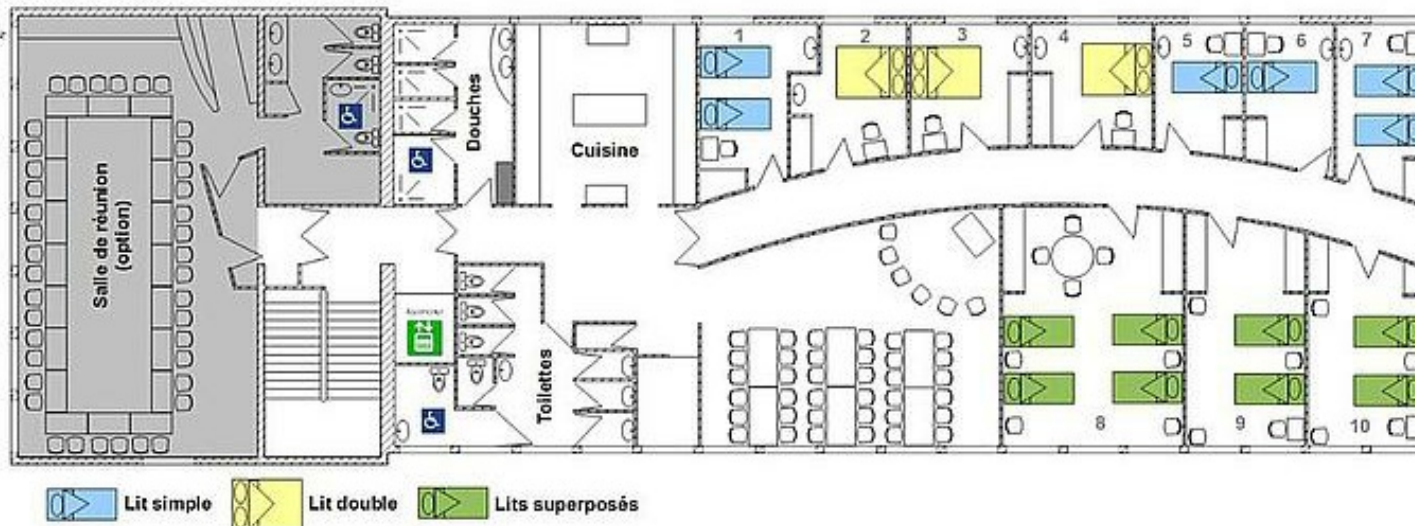 1
2
3
4
5
6
7
Douches
Cuisine
Salle de réunion
(option)
Toilettes
8
9
10
Lit simple
Lit double
Lits superposés